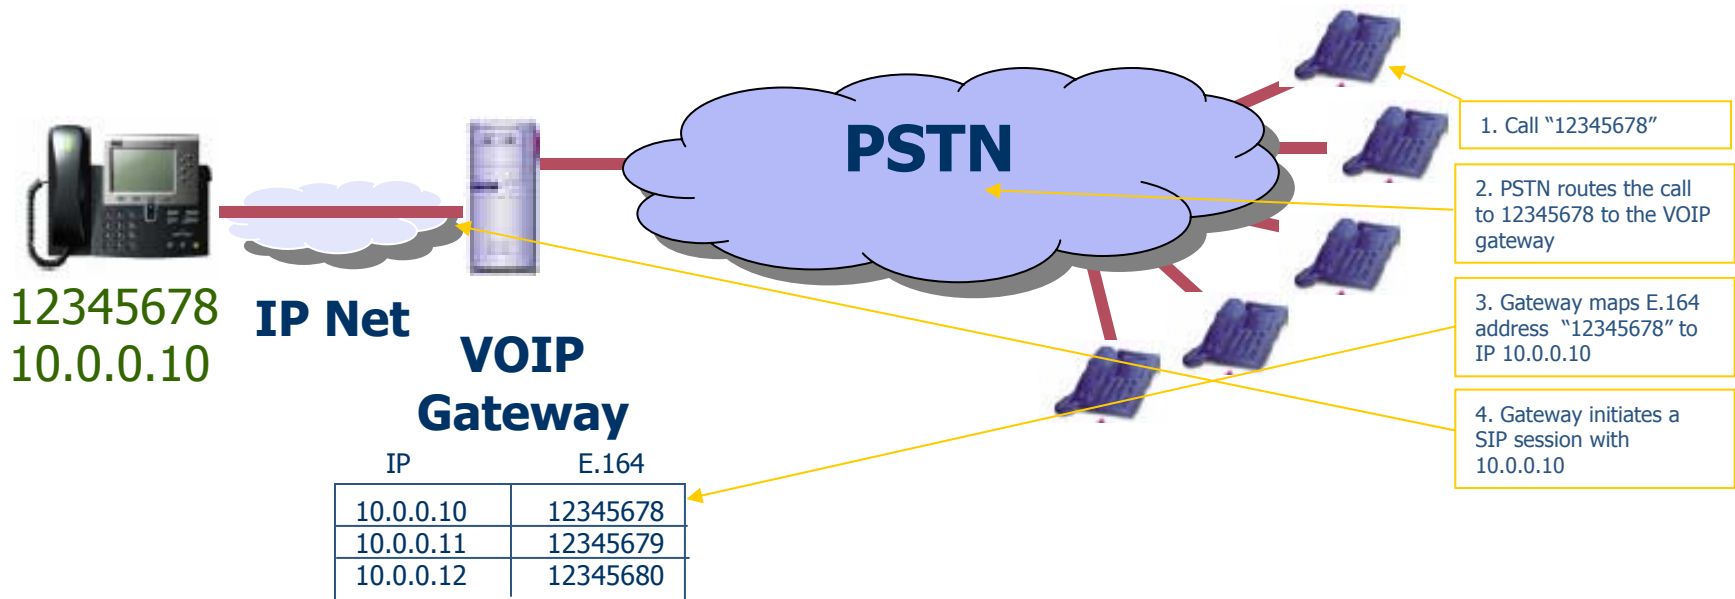 PSTN
1. Call “12345678”
2. PSTN routes the call
to 12345678 to the VOIP
gateway
12345678
10.0.0.10
IP Net
VOIP
Gateway
3. Gateway maps E.164
address “12345678” to
IP 10.0.0.10
4. Gateway initiates a
SIP session with
10.0.0.10
IP E.164
10.0.0.10 12345678
10.0.0.11 12345679
10.0.0.12 12345680